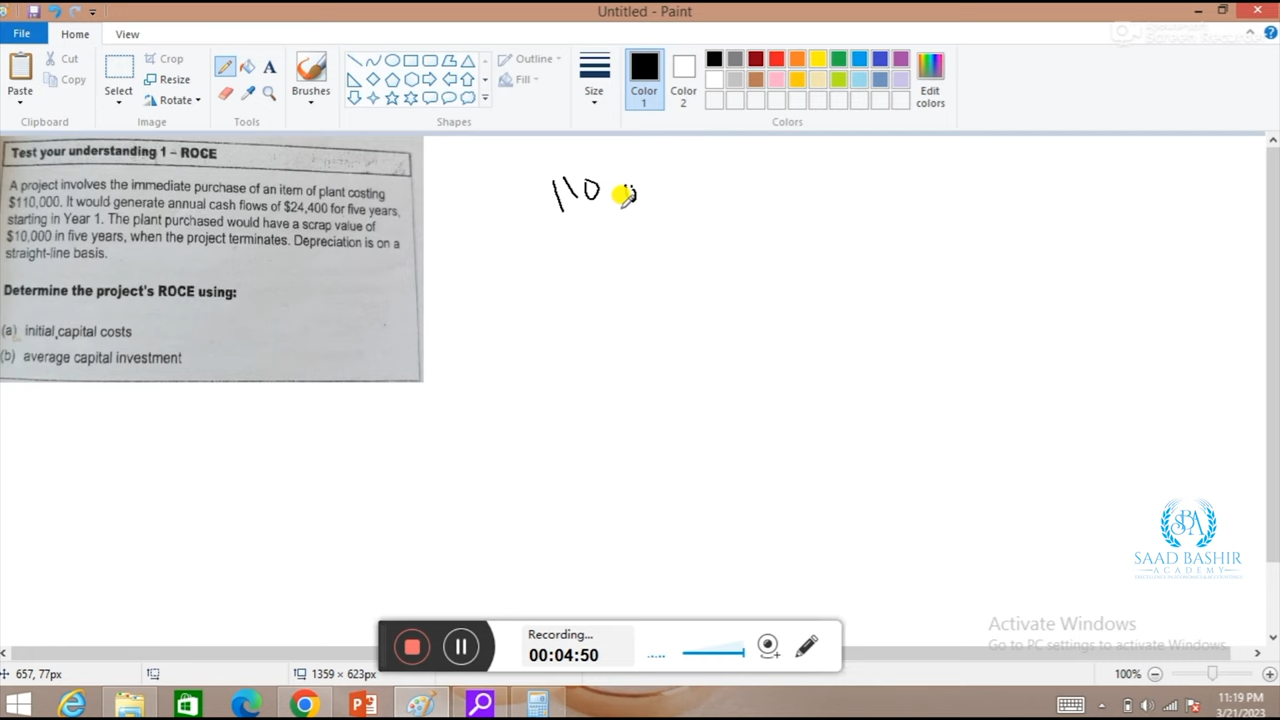 Untitled - Paint
File
Home
View
Paste
Cut
Copy
Clipboard
Select
Crop
Resize
Rotate
Image
Tools
Brushes
Shapes
Outline
Fill
Size
Color
1
Color
2
Edit
colors
Colors
Test your understanding 1 – ROCE
A project involves the immediate purchase of an item of plant costing
$110,000. It would generate annual cash flows of $24,400 for five years,
starting in Year 1. The plant purchased would have a scrap value of
$10,000 in five years, when the project terminates. Depreciation is on a
straight-line basis.
Determine the project's ROCE using:
(a) initial capital costs
(b) average capital investment
110
SBA
SAAD BASHIR
ACADEMY
Activate Windows
Go to PC settings to activate Windows.
Recording...
00:04:50
657, 77px
1359 × 623px
100%
11:19 PM
3/21/2023